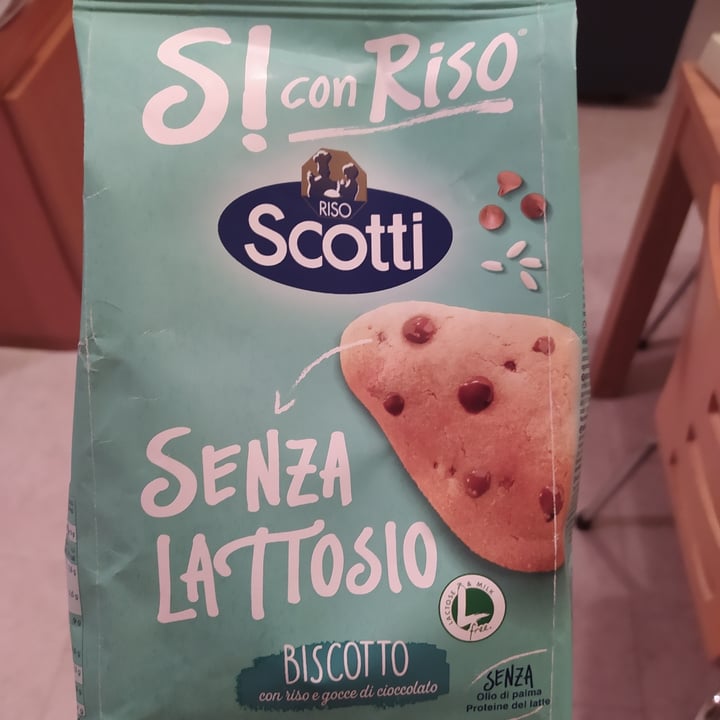 S! con Riso
RISO
Scotti
SENZA
LATTOSIO
LACTOSE & MILK
free.
BISCOTTO
con riso e gocce di cioccolato
SENZA
Olio di palma
Proteine del latte